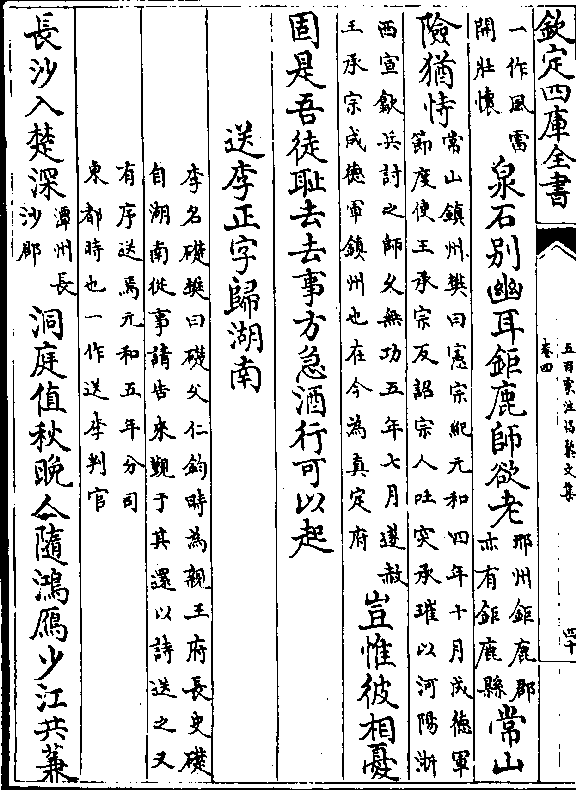 欽定四庫全書
五百家注昌黎文集
卷四
四十
一作風雷
開壯懷
泉石别幽耳鉅鹿師欲老
邢州鉅鹿郡
亦有鉅鹿縣
常山
險猶恃
常山鎮州樊曰憲宗紀元和四年十月成德軍
節度使王承宗反詔宗人吐突承璀以河陽浙
西宣歙兵討之師久無功五年七月遂赦
王承宗成德軍鎮州也在今為真定府
豈惟彼相憂
固是吾徒恥去去事方急酒行可以起
送李正字歸湖南
李名礎樊曰礎父仁鈞時為親王府長史礎
自湖南從事請告來覲于其還以詩送之又
有序送焉元和五年分司
東都時也一作送李判官
長沙入楚深
潭州長
沙郡
洞庭值秋晚人隨鴻鴈少江共蒹